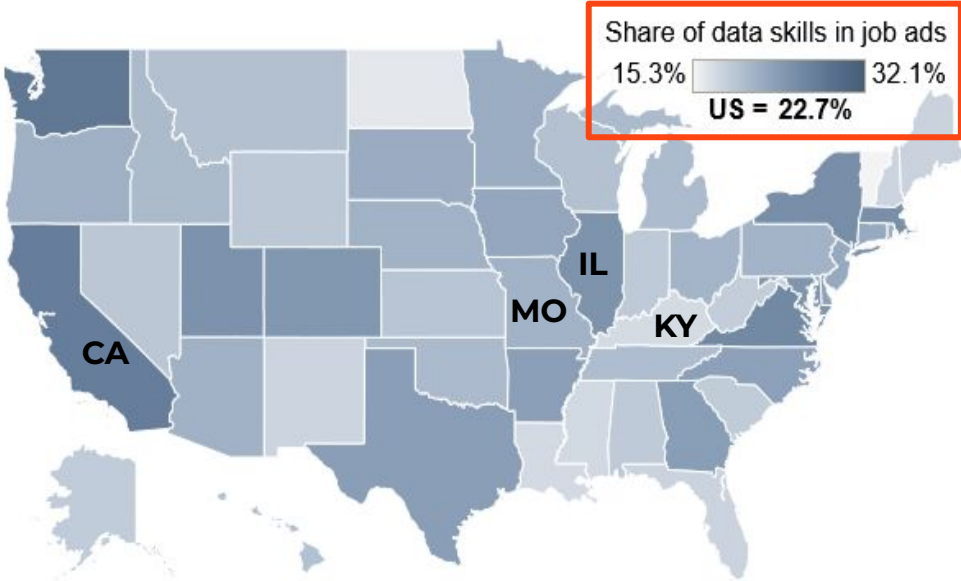 Share of data skills in job ads
15.3% 32.1%
US = 22.7%
IL
MO
KY
CA